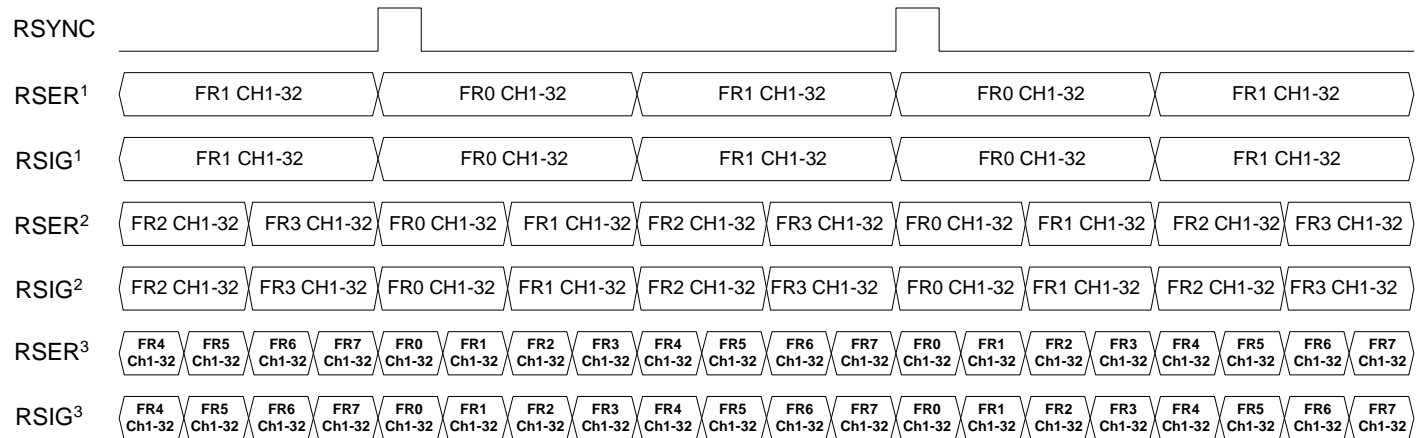 RSYNC
RSER¹ FR1 CH1-32 FR0 CH1-32 FR1 CH1-32 FR0 CH1-32 FR1 CH1-32
RSIG¹ FR1 CH1-32 FR0 CH1-32 FR1 CH1-32 FR0 CH1-32 FR1 CH1-32
RSER² FR2 CH1-32 FR3 CH1-32 FR0 CH1-32 FR1 CH1-32 FR2 CH1-32 FR3 CH1-32 FR0 CH1-32 FR1 CH1-32 FR2 CH1-32 FR3 CH1-32
RSIG² FR2 CH1-32 FR3 CH1-32 FR0 CH1-32 FR1 CH1-32 FR2 CH1-32 FR3 CH1-32 FR0 CH1-32 FR1 CH1-32 FR2 CH1-32 FR3 CH1-32
RSER³ FR4 Ch1-32 FR5 Ch1-32 FR6 Ch1-32 FR7 Ch1-32 FR0 Ch1-32 FR1 Ch1-32 FR2 Ch1-32 FR3 Ch1-32 FR4 Ch1-32 FR5 Ch1-32 FR6 Ch1-32 FR7 Ch1-32 FR0 Ch1-32 FR1 Ch1-32 FR2 Ch1-32 FR3 Ch1-32 FR4 Ch1-32 FR5 Ch1-32 FR6 Ch1-32 FR7 Ch1-32
RSIG³ FR4 Ch1-32 FR5 Ch1-32 FR6 Ch1-32 FR7 Ch1-32 FR0 Ch1-32 FR1 Ch1-32 FR2 Ch1-32 FR3 Ch1-32 FR4 Ch1-32 FR5 Ch1-32 FR6 Ch1-32 FR7 Ch1-32 FR0 Ch1-32 FR1 Ch1-32 FR2 Ch1-32 FR3 Ch1-32 FR4 Ch1-32 FR5 Ch1-32 FR6 Ch1-32 FR7 Ch1-32